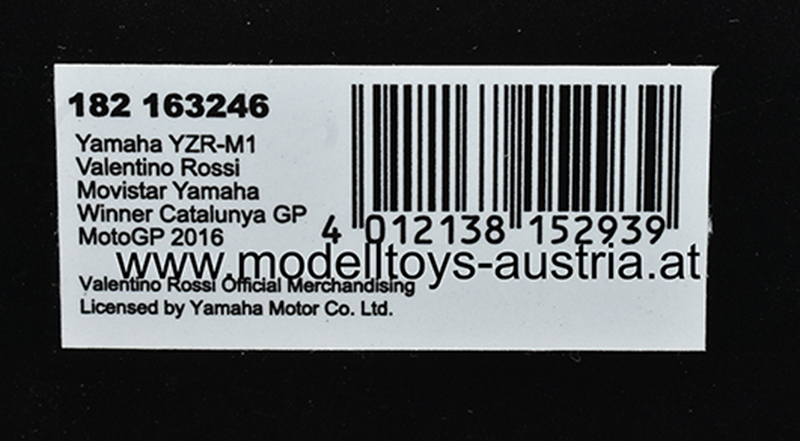 182 163246
Yamaha YZR-M1
Valentino Rossi
Movistar Yamaha
Winner Catalunya GP
MotoGP 2016
4 012138 152939
www.modelltoys-austria.at
Valentino Rossi Official Merchandising
Licensed by Yamaha Motor Co. Ltd.